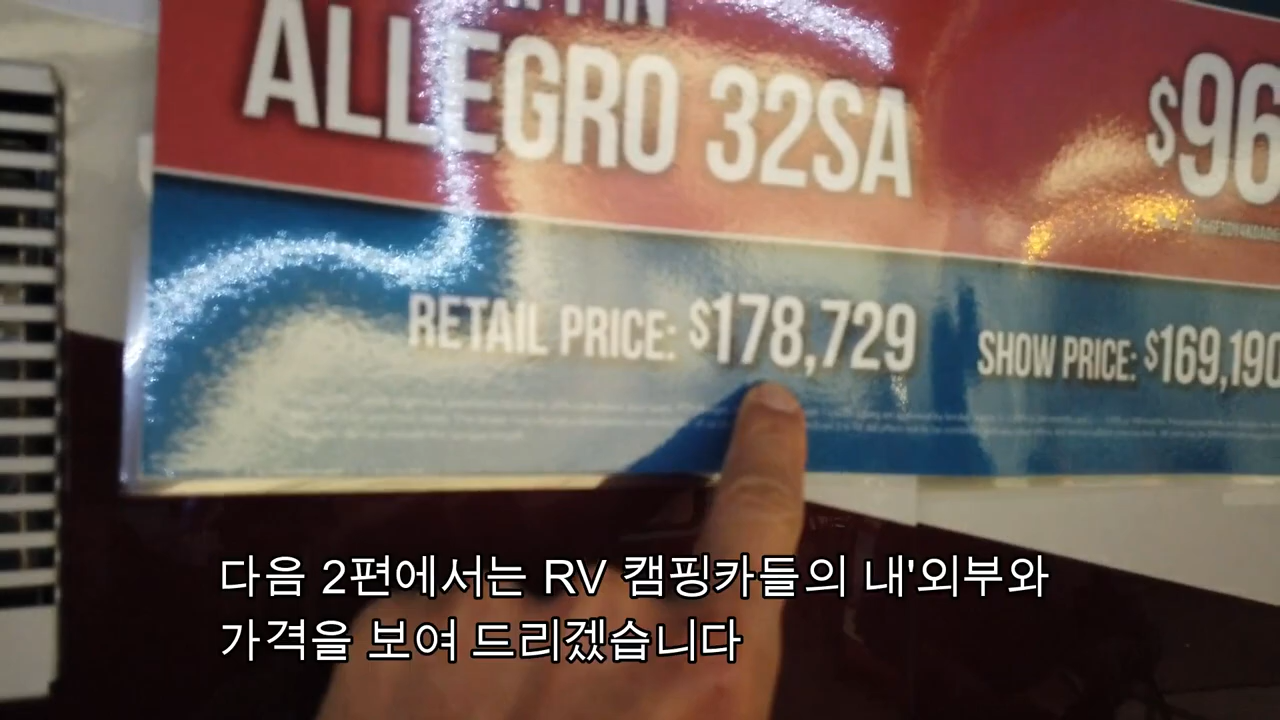 ALLEGRO 32SA
$96
RETAIL PRICE: $178,729
SHOW PRICE: $169,190
다음 2편에서는 RV 캠핑카들의 내'외부와
가격을 보여 드리겠습니다